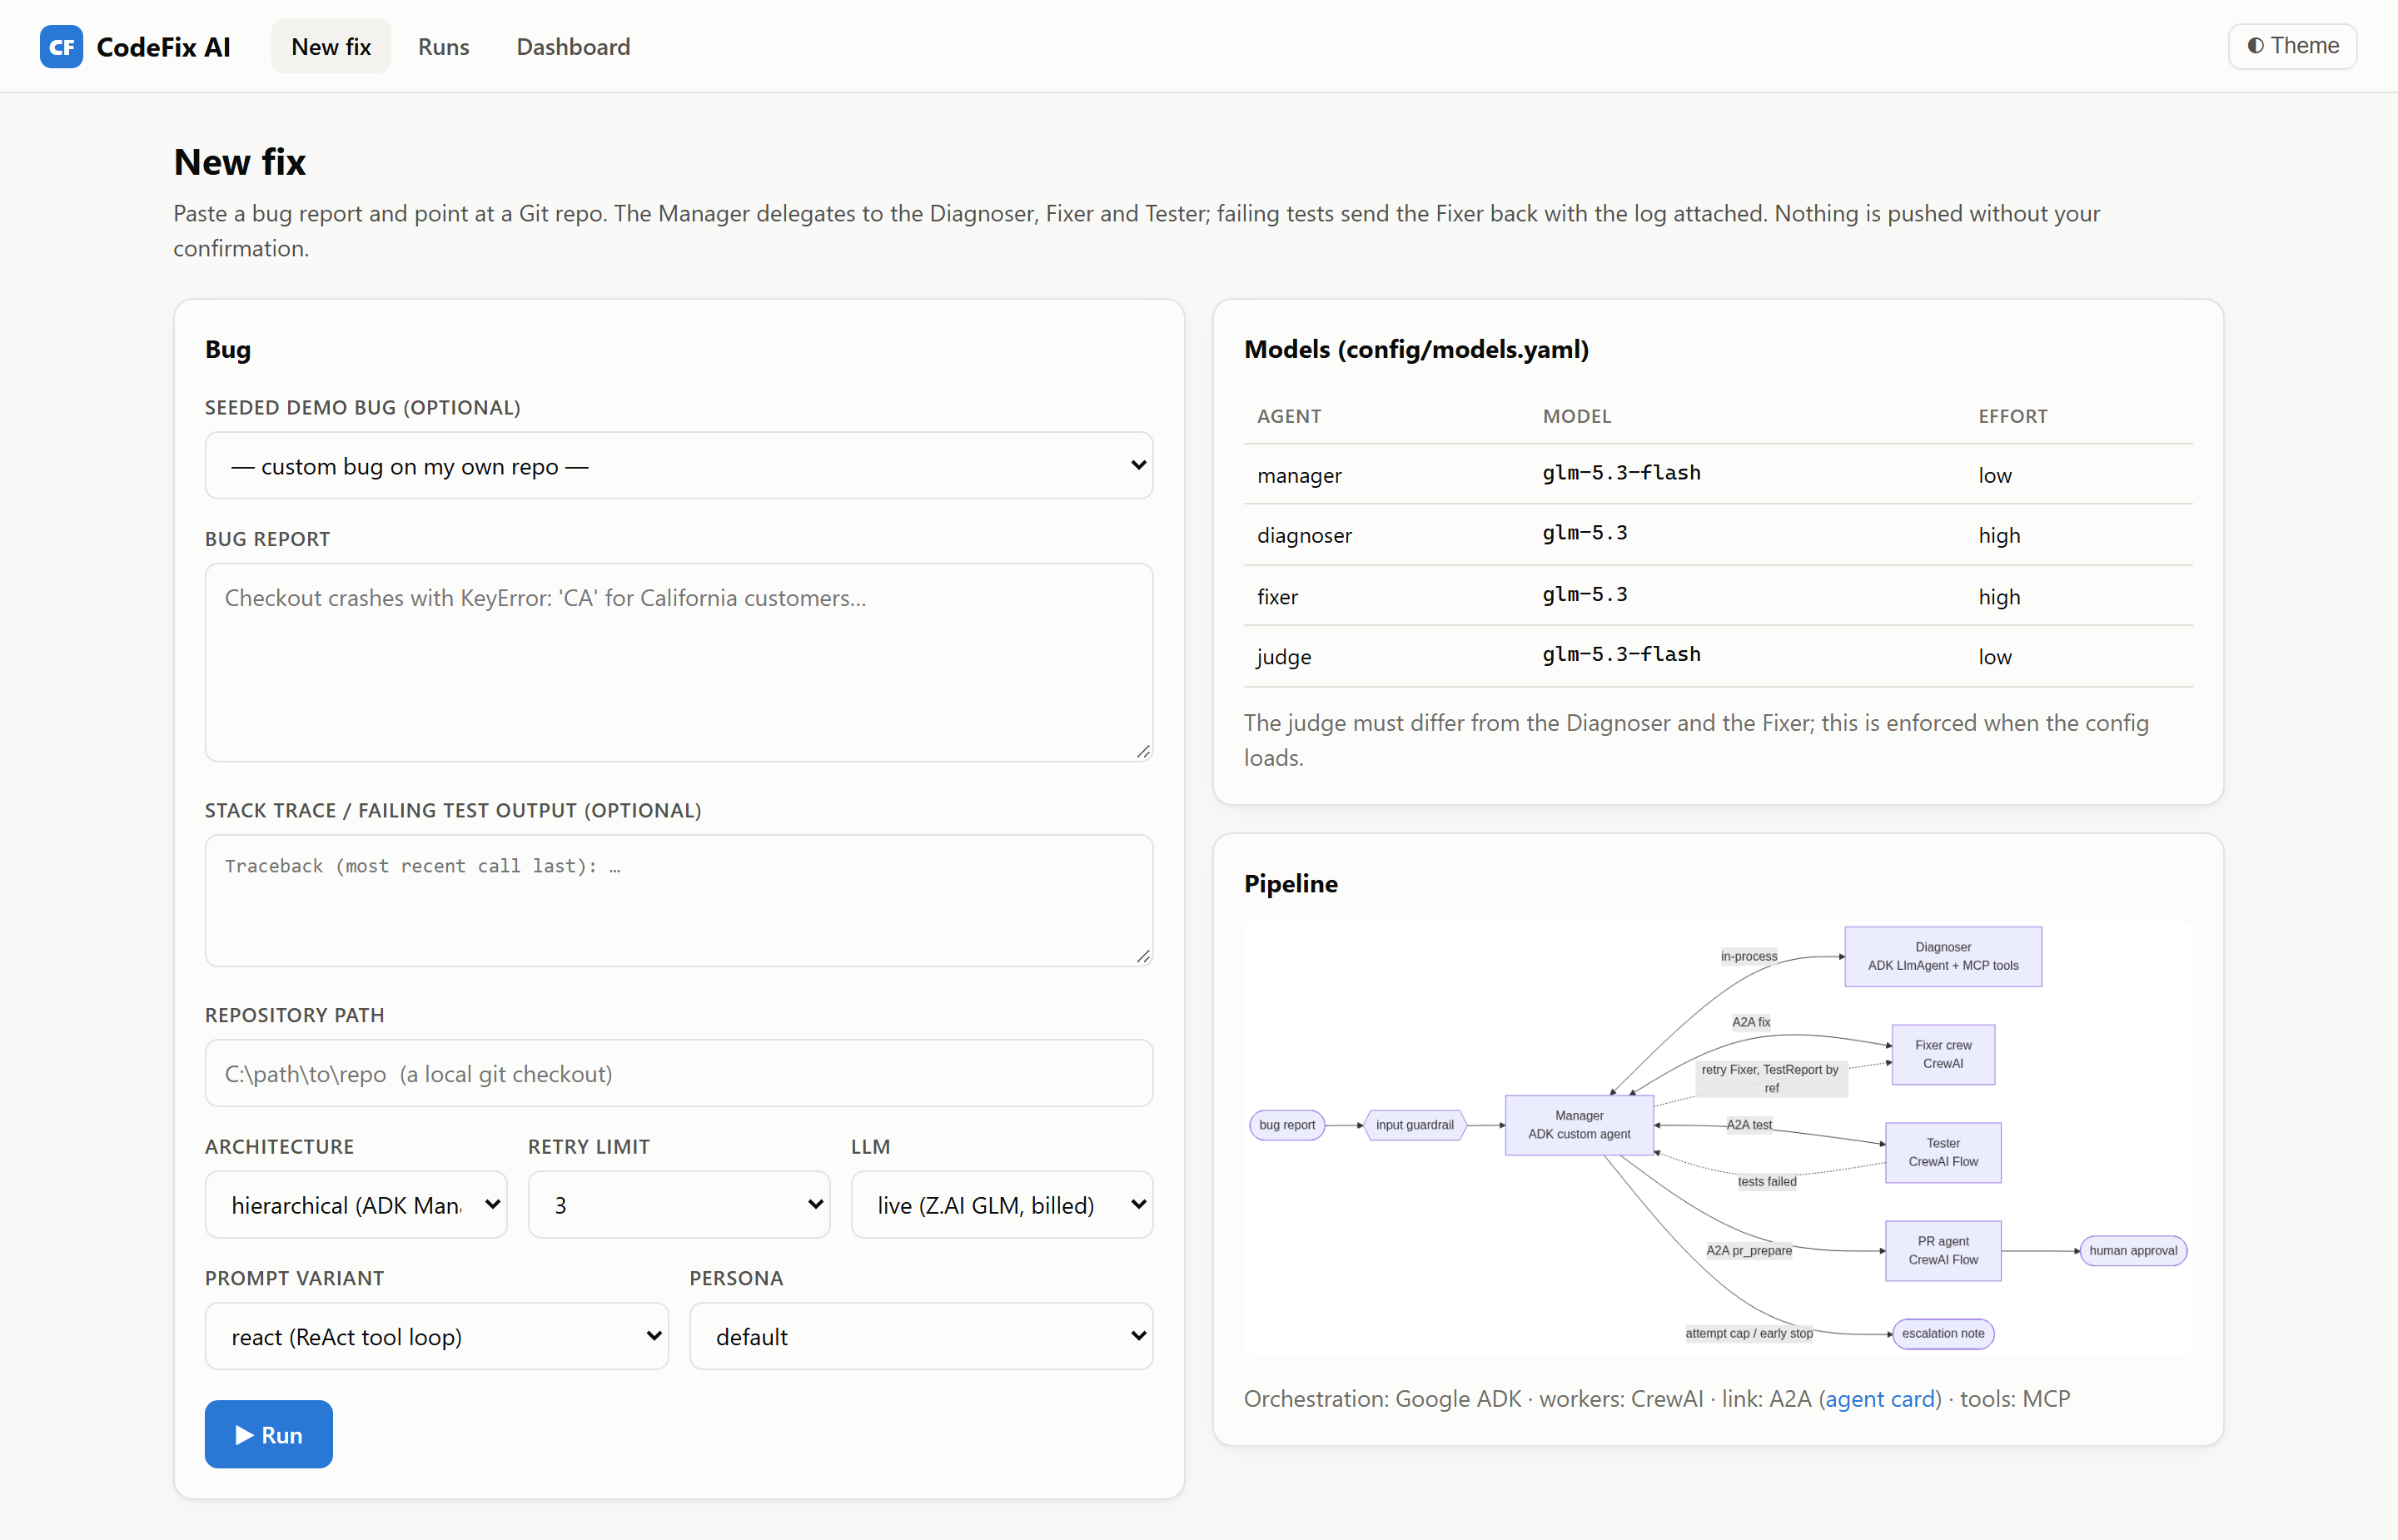 CF CodeFix AI New fix Runs Dashboard ◐ Theme
New fix
Paste a bug report and point at a Git repo. The Manager delegates to the Diagnoser, Fixer and Tester; failing tests send the Fixer back with the log attached. Nothing is pushed without your
confirmation.
Bug
SEEDED DEMO BUG (OPTIONAL)
— custom bug on my own repo —
BUG REPORT
Checkout crashes with KeyError: 'CA' for California customers...
STACK TRACE / FAILING TEST OUTPUT (OPTIONAL)
Traceback (most recent call last): …
REPOSITORY PATH
C:\path\to\repo (a local git checkout)
ARCHITECTURE RETRY LIMIT LLM
hierarchical (ADK Mana 3 live (Z.AI GLM, billed)
PROMPT VARIANT PERSONA
react (ReAct tool loop) default
▶ Run
Models (config/models.yaml)
AGENT MODEL EFFORT
manager glm-5.3-flash low
diagnoser glm-5.3 high
fixer glm-5.3 high
judge glm-5.3-flash low
The judge must differ from the Diagnoser and the Fixer; this is enforced when the config
loads.
Pipeline
bug report
input guardrail
Manager
ADK custom agent
in-process
Diagnoser
ADK LlmAgent + MCP tools
A2A fix
Fixer crew
CrewAI
retry Fixer, TestReport by
ref
A2A test
Tester
CrewAI Flow
tests failed
A2A pr_prepare
PR agent
CrewAI Flow
human approval
attempt cap / early stop
escalation note
Orchestration: Google ADK · workers: CrewAI · link: A2A (agent card) · tools: MCP